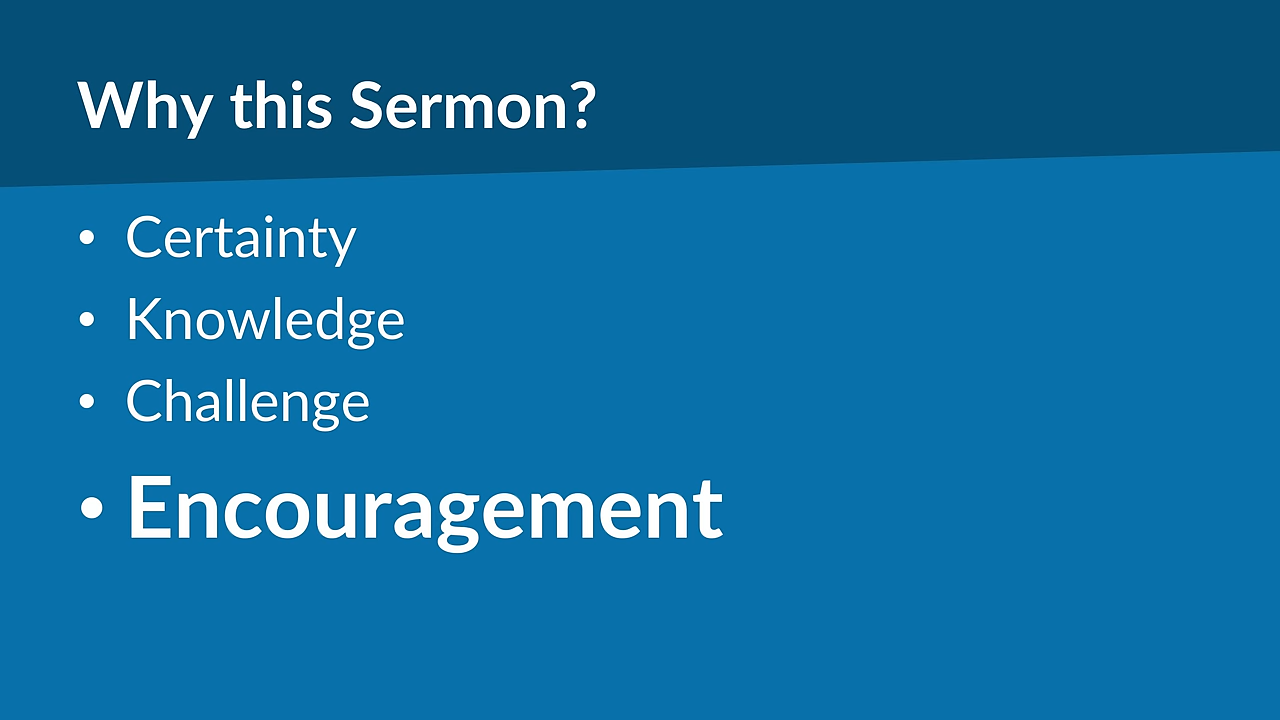 Why this Sermon?
• Certainty
• Knowledge
• Challenge
• Encouragement